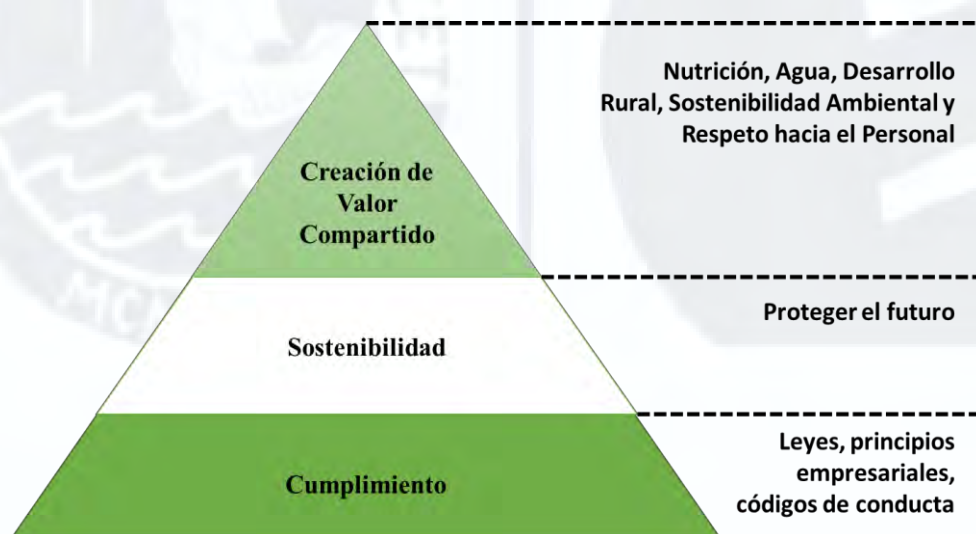 Nutrición, Agua, Desarrollo
Rural, Sostenibilidad Ambiental y
Respeto hacia el Personal
Creación de
Valor
Compartido
Proteger el futuro
Sostenibilidad
Leyes, principios
empresariales,
códigos de conducta
Cumplimiento